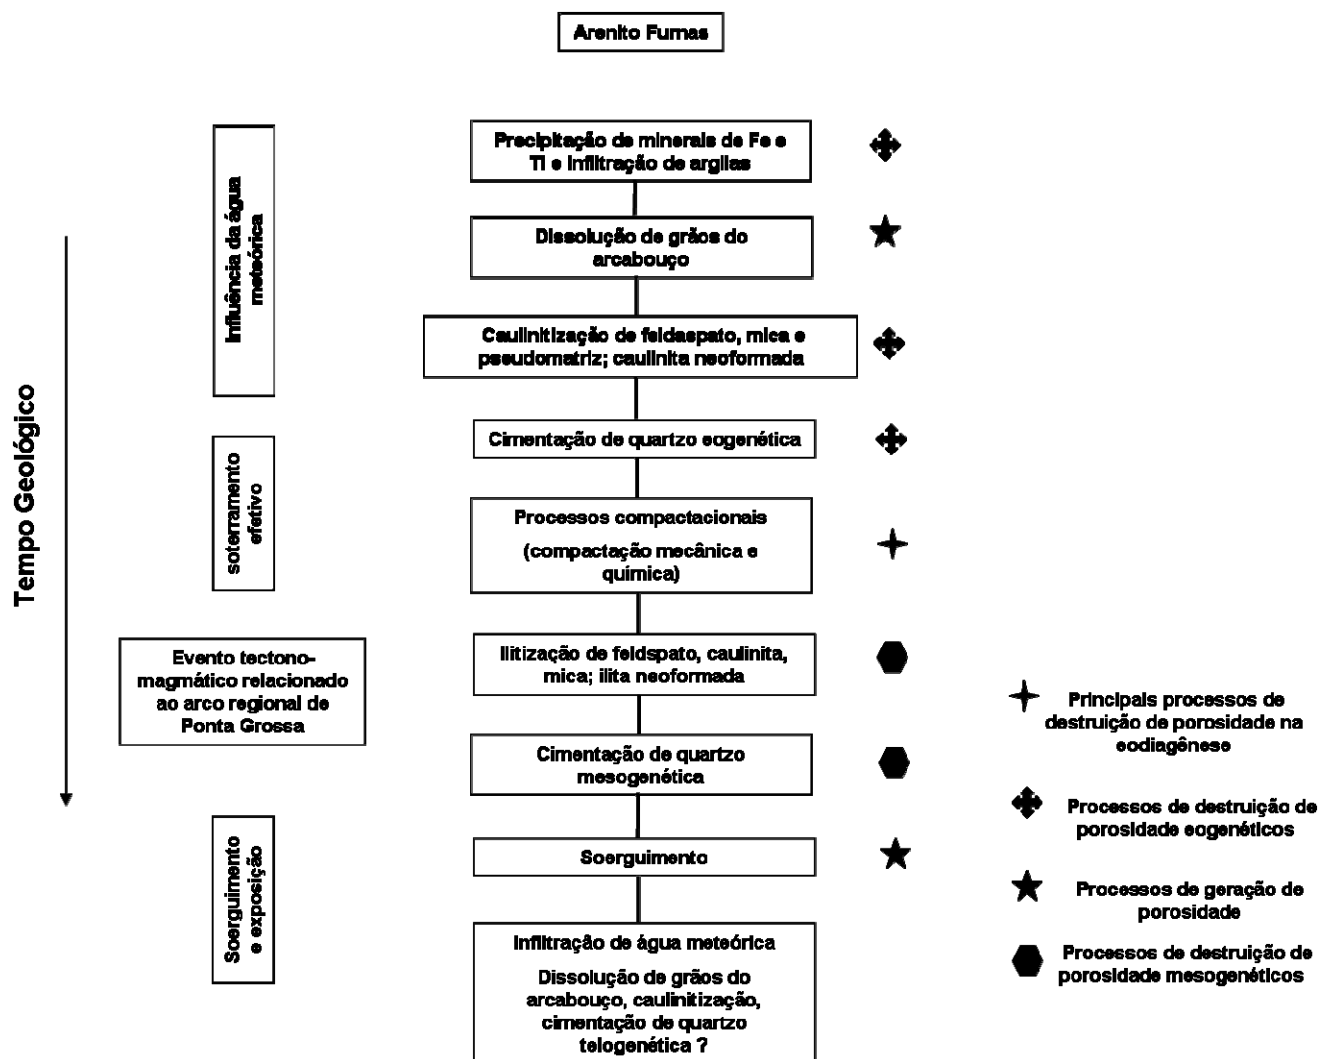 Arenito Furnas
Influência da água
meteórica
Precipitação de minerais de Fe e
Ti e infiltração de argilas
Dissolução de grãos do
arcabouço
Caulinitização de feldaspato, mica e
pseudomatriz; caulinita neoformada
Tempo Geológico
soterramento
efetivo
Cimentação de quartzo eogenética
Processos compactacionais
(compactação mecânica e
química)
Evento tectono-
magmático relacionado
ao arco regional de
Ponta Grossa
Ilitização de feldspato, caulinita,
mica; ilita neoformada
Cimentação de quartzo
mesogenética
Soerguimento
e exposição
Soerguimento
Infiltração de água meteórica
Dissolução de grãos do
arcabouço, caulinitização,
cimentação de quartzo
telogenética ?
Principais processos de
destruição de porosidade na
eodiagênese
Processos de destruição de
porosidade eogenéticos
Processos de geração de
porosidade
Processos de destruição de
porosidade mesogenéticos